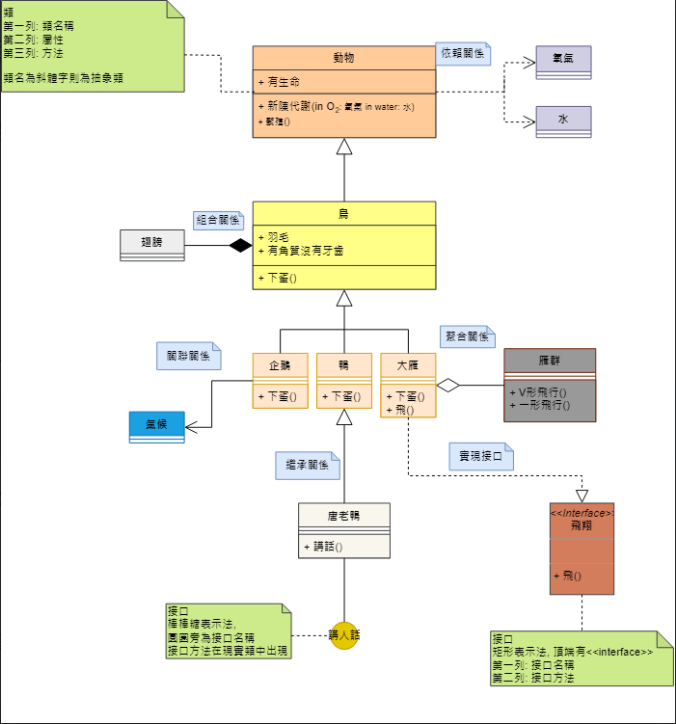 類
第一列: 類名稱
第二列: 屬性
第三列: 方法
類名為斜體字則為抽象類
動物
+ 有生命
+ 新陳代謝(in O2: 氧氣 in water: 水)
+ 繁殖()
依賴關係
氧氣
水
組合關係
翅膀
鳥
+ 羽毛
+ 有角質沒有牙齒
+ 下蛋()
關聯關係
企鵝
+ 下蛋()
鴨
+ 下蛋()
大雁
+ 下蛋()
+ 飛()
聚合關係
雁群
+ V形飛行()
+ 一形飛行()
氣候
繼承關係
實現接口
唐老鴨
+ 講話()
<<Interface>>
飛翔
+ 飛()
接口
棒棒糖表示法,
圓圈旁為接口名稱
接口方法在現實類中出現
講人話
接口
矩形表示法, 頂端有<<interface>>
第一列: 接口名稱
第二列: 接口方法